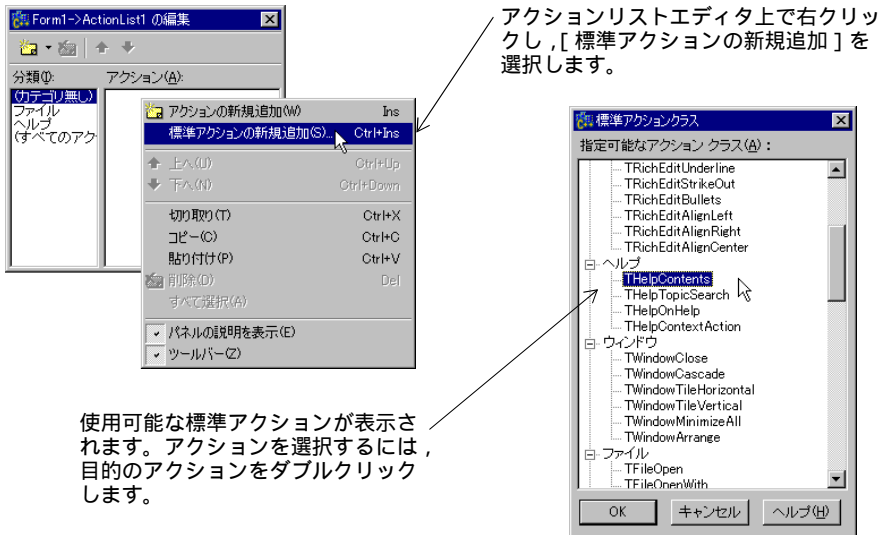 Form1->ActionList1 の編集
分類(I):
アクション(A):
(カテゴリ無し)
ファイル
ヘルプ
(すべてのアク
アクションの新規追加(W) Ins
標準アクションの新規追加(S)... Ctrl+Ins
上へ(U) Ctrl+Up
下へ(N) Ctrl+Down
切り取り(T) Ctrl+X
コピー(C) Ctrl+C
貼り付け(P) Ctrl+V
削除(D) Del
すべて選択(A)
パネルの説明を表示(E)
ツールバー(Z)
アクションリストエディタ上で右クリッ
クし,[標準アクションの新規追加]を
選択します。
標準アクションクラス
指定可能なアクション クラス(A):
TRichEditUnderline
TRichEditStrikeOut
TRichEditBullets
TRichEditAlignLeft
TRichEditAlignRight
TRichEditAlignCenter
ヘルプ
THelpContents
THelpTopicSearch
THelpOnHelp
THelpContextAction
ウィンドウ
TWindowClose
TWindowCascade
TWindowTileHorizontal
TWindowTileVertical
TWindowMinimizeAll
TWindowArrange
ファイル
TFileOpen
TFileOpenWith
OK
キャンセル
ヘルプ(H)
使用可能な標準アクションが表示さ
れます。アクションを選択するには,
目的のアクションをダブルクリック
します。